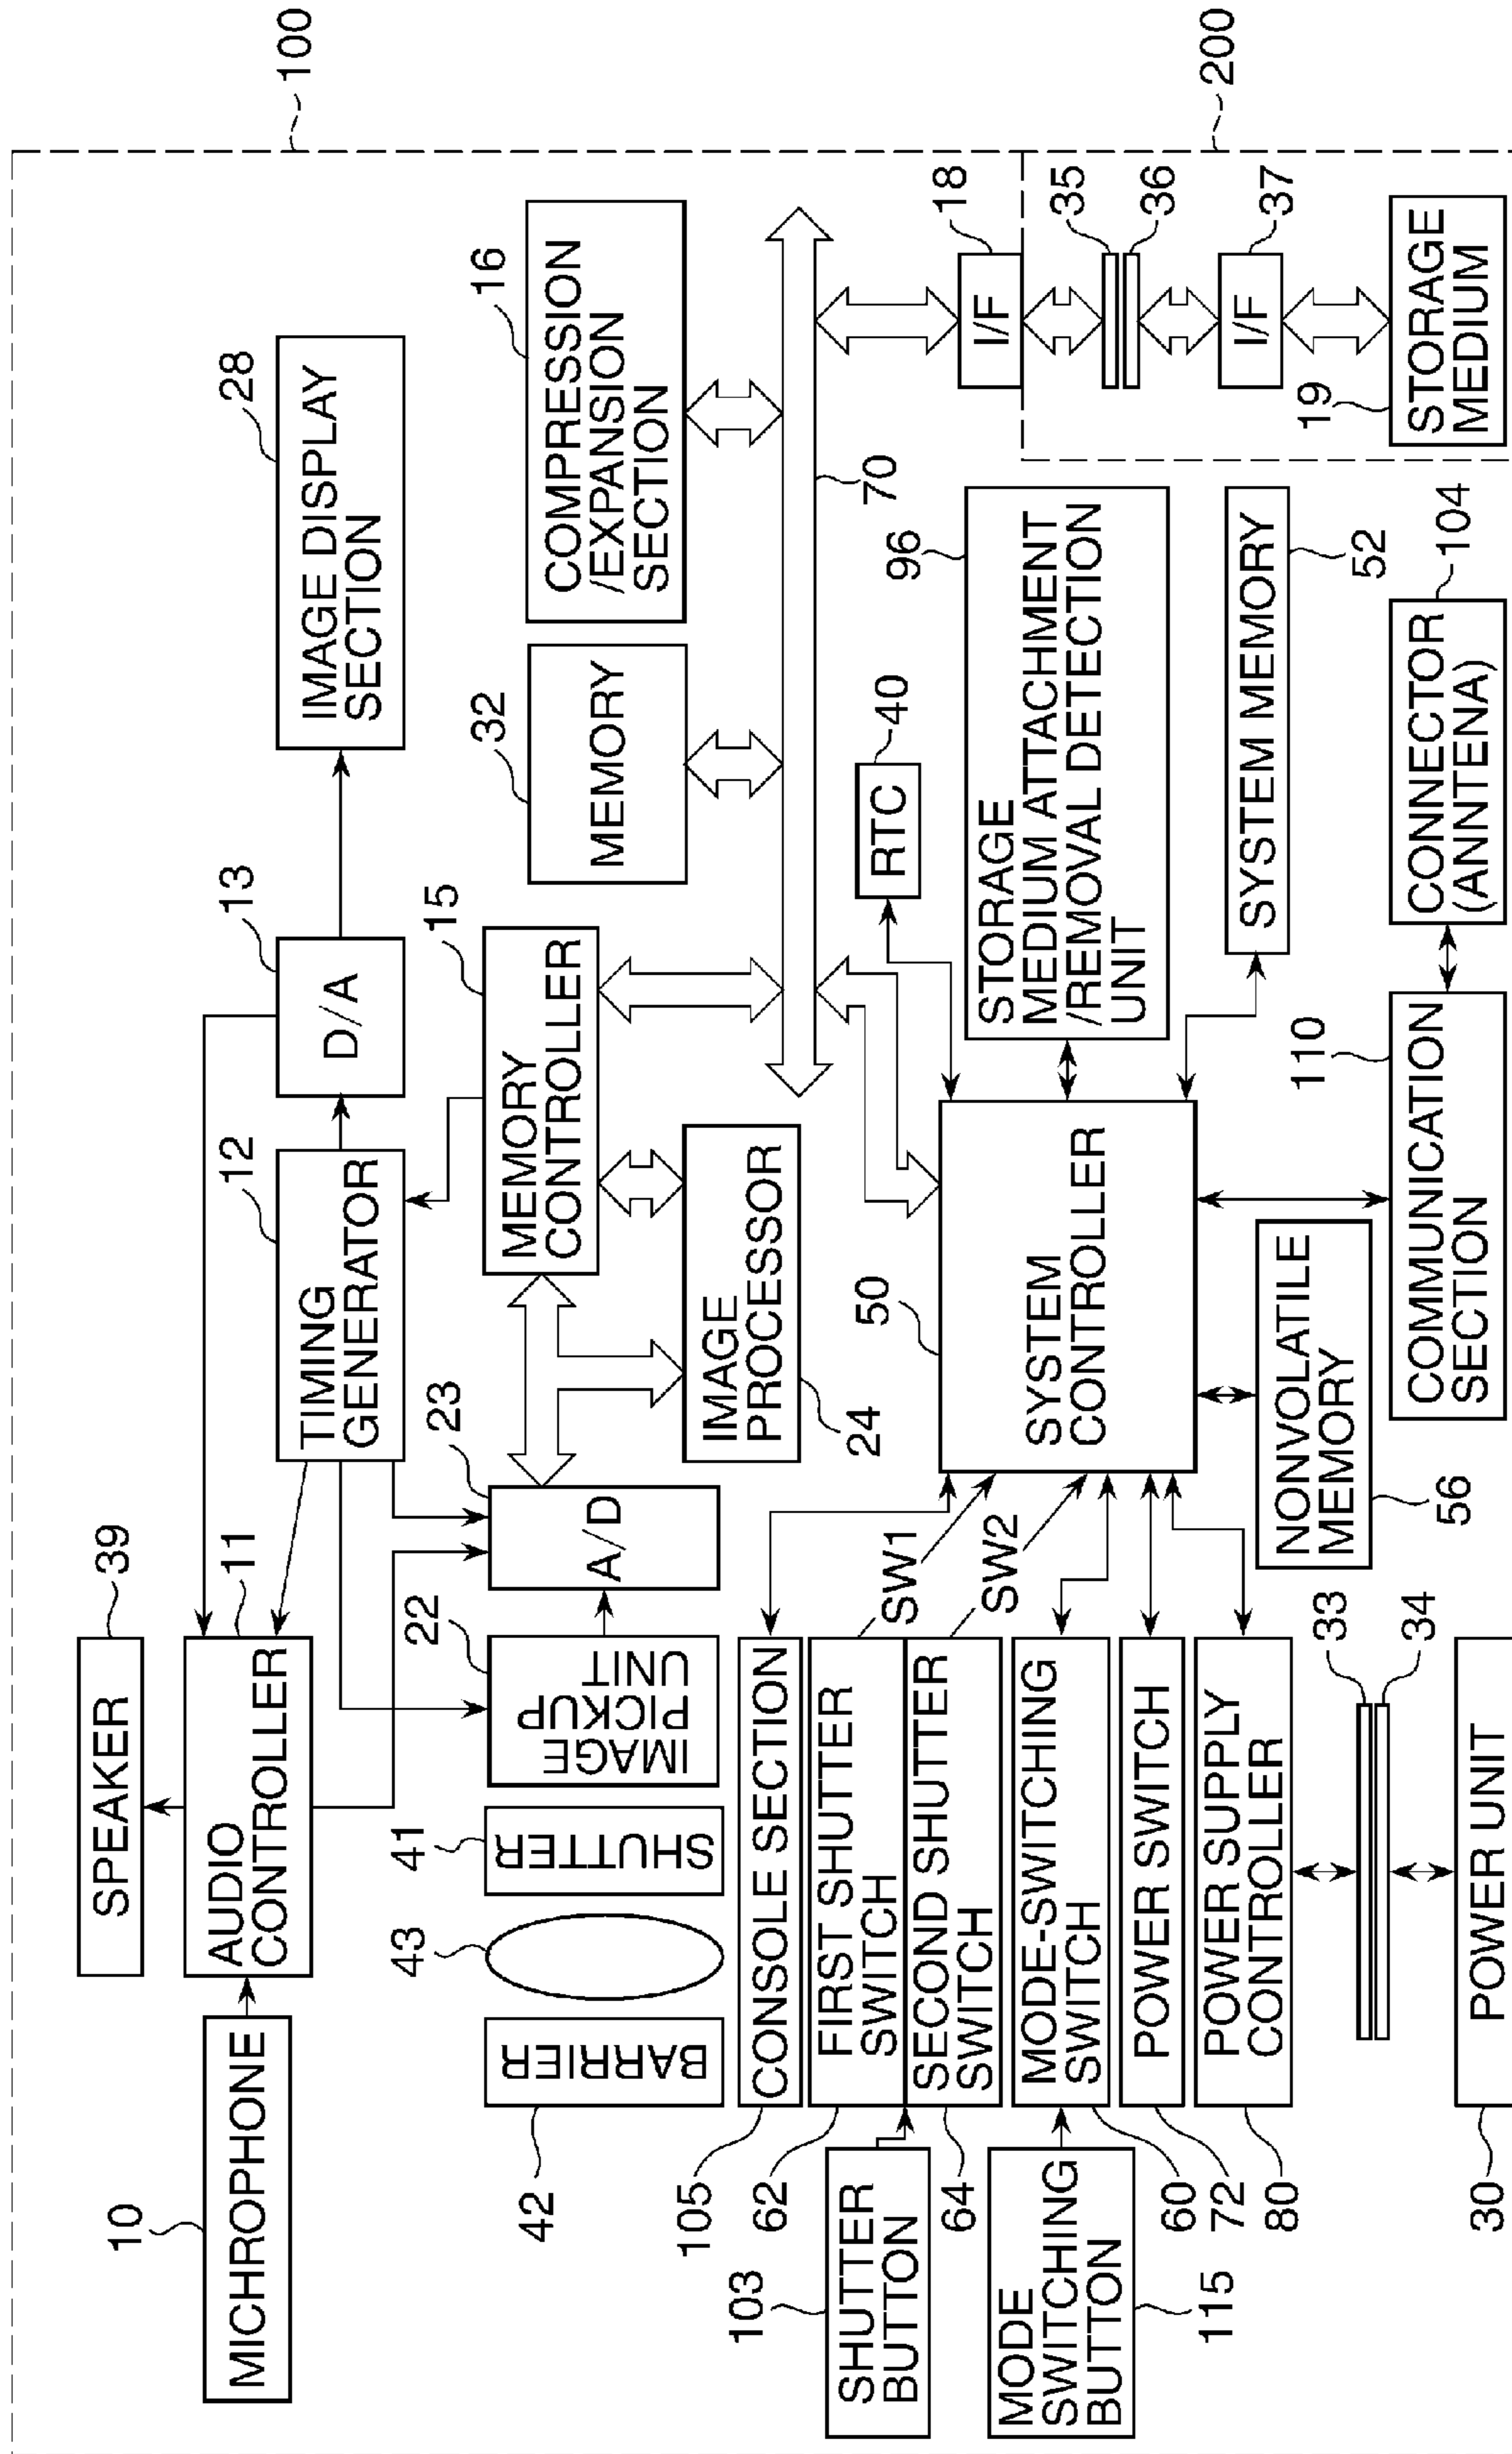 100
200
10
MICHROPHONE
SPEAKER
39
AUDIO
CONTROLLER
11
TIMING
GENERATOR
12
D/A
13
IMAGE DISPLAY
SECTION
28
42
BARRIER
43
SHUTTER
41
IMAGE
PICKUP
UNIT
22
A/D
23
MEMORY
CONTROLLER
15
IMAGE
PROCESSOR
24
MEMORY
32
COMPRESSION
/EXPANSION
SECTION
16
70
103
SHUTTER
BUTTON
105
CONSOLE SECTION
62
FIRST SHUTTER
SWITCH
SW1
64
SECOND SHUTTER
SWITCH
SW2
MODE
SWITCHING
BUTTON
115
60
MODE-SWITCHING
SWITCH
72
POWER SWITCH
80
POWER SUPPLY
CONTROLLER
33
34
30
POWER UNIT
50
SYSTEM
CONTROLLER
RTC
40
96
STORAGE
MEDIUM ATTACHMENT
/REMOVAL DETECTION
UNIT
SYSTEM MEMORY
52
NONVOLATILE
MEMORY
56
110
COMMUNICATION
SECTION
CONNECTOR
(ANNTENA)
104
I/F
18
35
36
I/F
37
19
STORAGE
MEDIUM